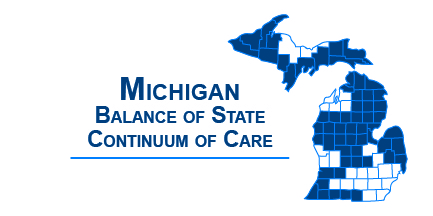 Michigan
Balance of State
Continuum of Care